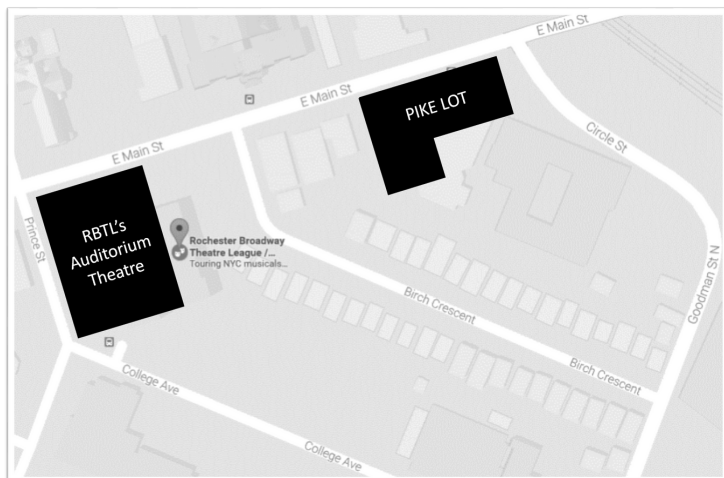 E Main St
E Main St
E Main St
PIKE LOT
Circle St
Prince St
RBTL's
Auditorium
Theatre
Rochester Broadway
Theatre League /...
Touring NYC musicals...
Goodman St N
Birch Crescent
Birch Crescent
College Ave
College Ave